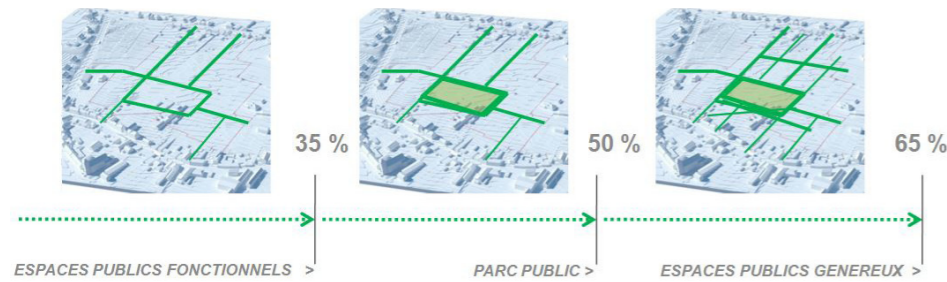 35 %
50 %
65 %
ESPACES PUBLICS FONCTIONNELS >
PARC PUBLIC >
ESPACES PUBLICS GENEREUX >